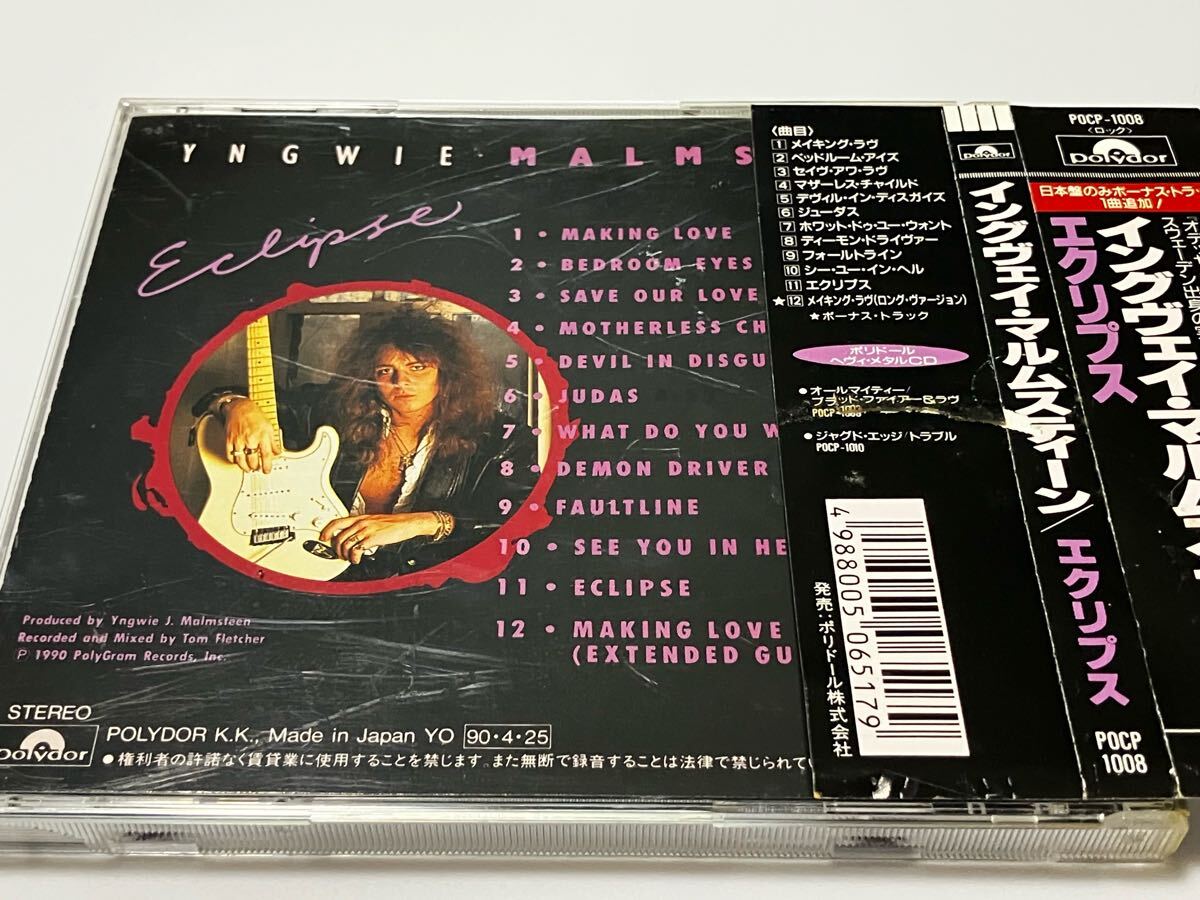 YNGWIE MALMS
Eclipse
1 • MAKING LOVE
2 • BEDROOM EYES
3 • SAVE OUR LOVE
4 • MOTHERLESS CH
5 • DEVIL IN DISGU
6 • JUDAS
7 • WHAT DO YOU W
8 • DEMON DRIVER
9 • FAULTLINE
10 • SEE YOU IN HE
11 • ECLIPSE
12 • MAKING LOVE
(EXTENDED GU
Produced by Yngwie J. Malmsteen
Recorded and Mixed by Tom Fletcher
℗ 1990 PolyGram Records, Inc.
STEREO
polydor
POLYDOR K.K., Made in Japan YO 90・4・25
●権利者の許諾なく賃貸業に使用することを禁じます。また無断で録音することは法律で禁じられてい
〈曲目〉
1 メイキング・ラヴ
2 ベッドルーム・アイズ
3 セイヴ・アワ・ラヴ
4 マザーレス・チャイルド
5 デヴィル・イン・ディスガイズ
6 ジューダス
7 ホワット・ドゥ・ユー・ウォント
8 ディーモン・ドライヴァー
9 フォールトライン
10 シー・ユー・イン・ヘル
11 エクリプス
★12 メイキング・ラヴ(ロング・ヴァージョン)
★ボーナス・トラック
ポリドール
ヘヴィ・メタルCD
●オールマイティー/
ブラッド・ファイアー&ラヴ
POCP-1006
●ジャグド・エッジ/トラブル
POCP-1010
4988005065179
発売:ポリドール株式会社
polydor
イングヴェイ・マルムスティーン/エクリプス
POCP
1008
POCP-1008
〈ロック〉
polydor
日本盤のみボーナス・トラッ
1曲追加!
イングヴェイ・マルムス
エクリプス
スウェーデン出身の